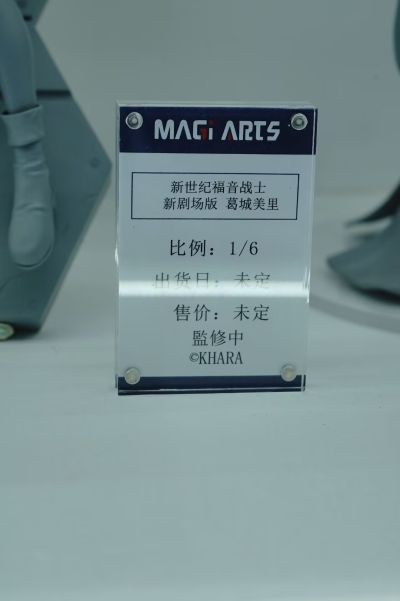 MAGi ARTS
新世纪福音战士
新剧场版 葛城美里
比例：1/6
出货日：未定
售价：未定
監修中
©KHARA